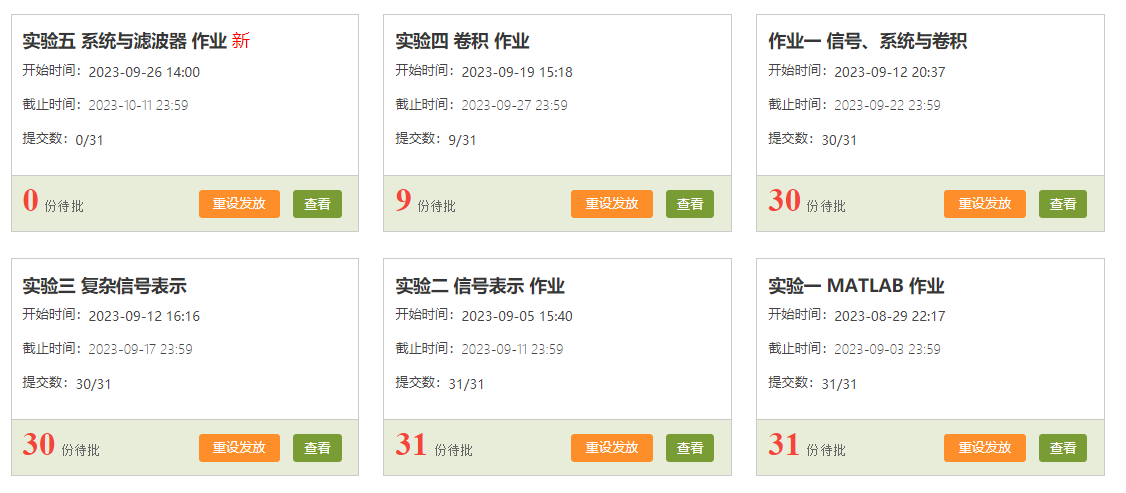 实验五 系统与滤波器 作业 新
开始时间：2023-09-26 14:00
截止时间：2023-10-11 23:59
提交数：0/31
0 份待批 重设发放 查看
实验四 卷积 作业
开始时间：2023-09-19 15:18
截止时间：2023-09-27 23:59
提交数：9/31
9 份待批 重设发放 查看
作业一 信号、系统与卷积
开始时间：2023-09-12 20:37
截止时间：2023-09-22 23:59
提交数：30/31
30 份待批 重设发放 查看
实验三 复杂信号表示
开始时间：2023-09-12 16:16
截止时间：2023-09-17 23:59
提交数：30/31
30 份待批 重设发放 查看
实验二 信号表示 作业
开始时间：2023-09-05 15:40
截止时间：2023-09-11 23:59
提交数：31/31
31 份待批 重设发放 查看
实验一 MATLAB 作业
开始时间：2023-08-29 22:17
截止时间：2023-09-03 23:59
提交数：31/31
31 份待批 重设发放 查看